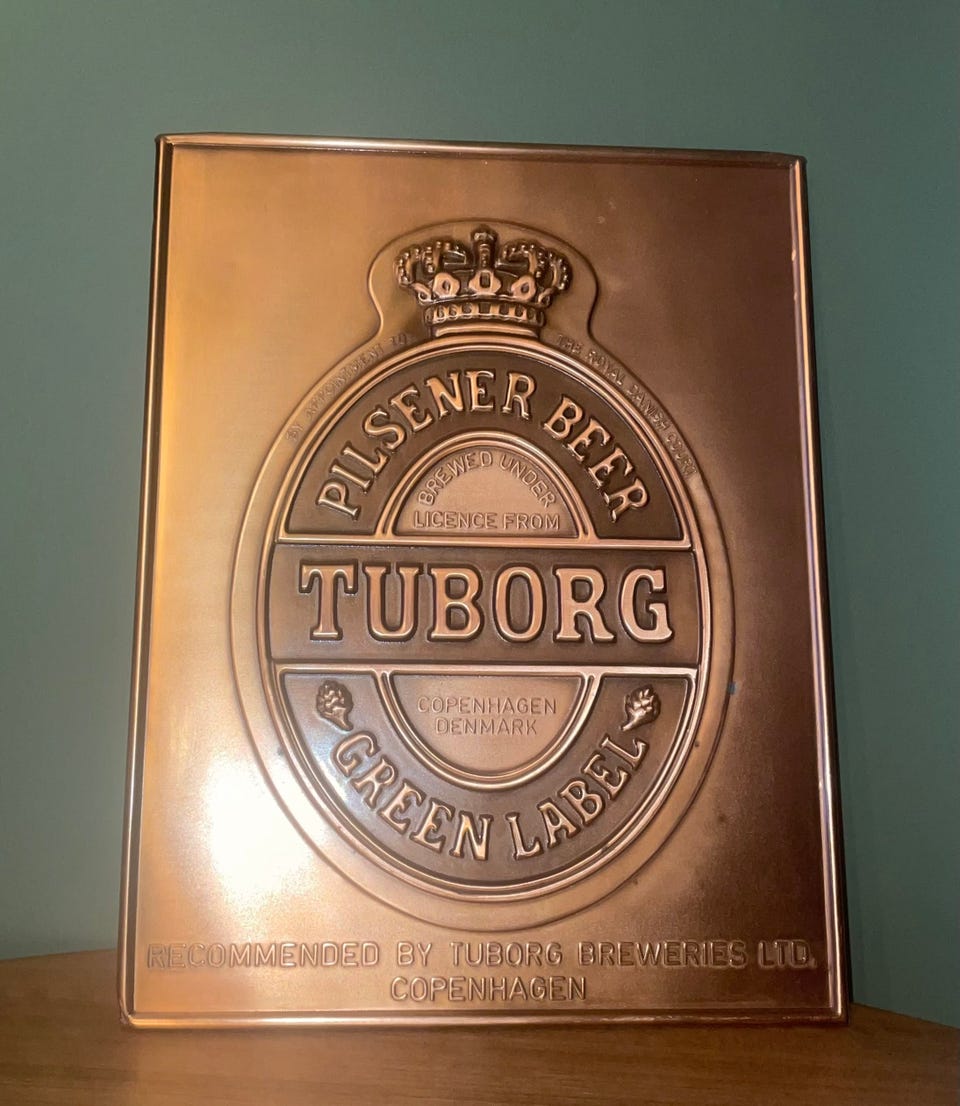 BY APPOINTMENT TO
THE ROYAL DANISH COURT
PILSENER BEER
BREWED UNDER
LICENCE FROM
TUBORG
COPENHAGEN
DENMARK
GREEN LABEL
RECOMMENDED BY TUBORG BREWERIES LTD.
COPENHAGEN